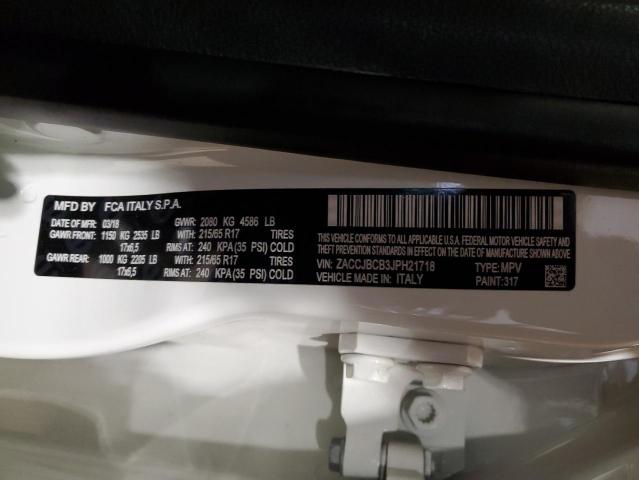 MFD BY FCA ITALY S.P.A.
DATE OF MFR: 03/18 GVWR: 2080 KG 4586 LB
GAWR FRONT: 1150 KG 2535 LB WITH: 215/65 R17 TIRES
17x6,5 RIMS AT: 240 KPA(35 PSI) COLD
GAWR REAR: 1000 KG 2205 LB WITH: 215/65 R17 TIRES
17x6,5 RIMS AT: 240 KPA(35 PSI) COLD
THIS VEHICLE CONFORMS TO ALL APPLICABLE U.S.A. FEDERAL MOTOR VEHICLE SAFETY AND
THEFT PREVENTION STANDARDS IN EFFECT ON THE DATE OF MANUFACTURE SHOWN ABOVE.
VIN: ZACCJBCB3JPH21718 TYPE: MPV
VEHICLE MADE IN: ITALY PAINT: 317